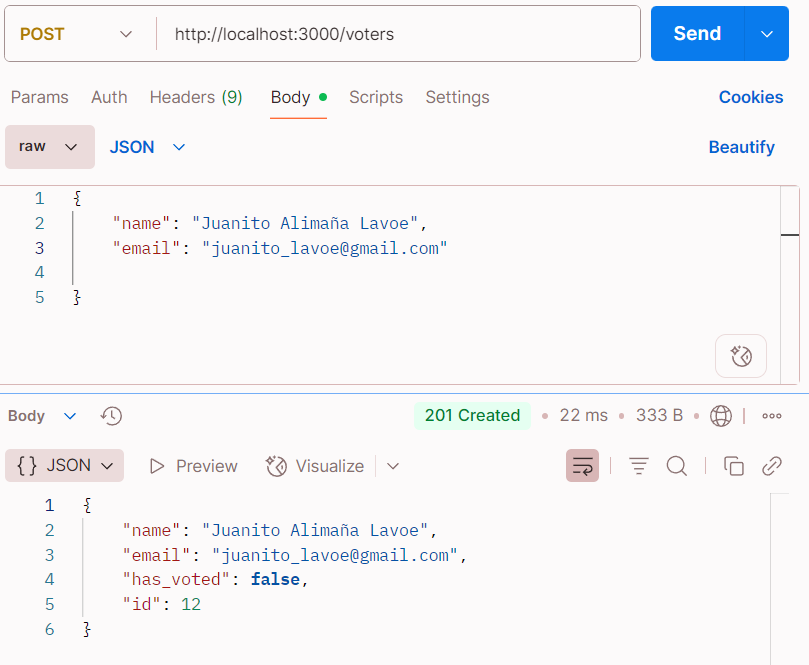 POST http://localhost:3000/voters Send
Params Auth Headers (9) Body Scripts Settings Cookies
raw JSON Beautify
1 {
2 "name": "Juanito Alimaña Lavoe",
3 "email": "juanito_lavoe@gmail.com"
4
5 }
Body 201 Created • 22 ms • 333 B •
{} JSON Preview Visualize
1 {
2 "name": "Juanito Alimaña Lavoe",
3 "email": "juanito_lavoe@gmail.com",
4 "has_voted": false,
5 "id": 12
6 }